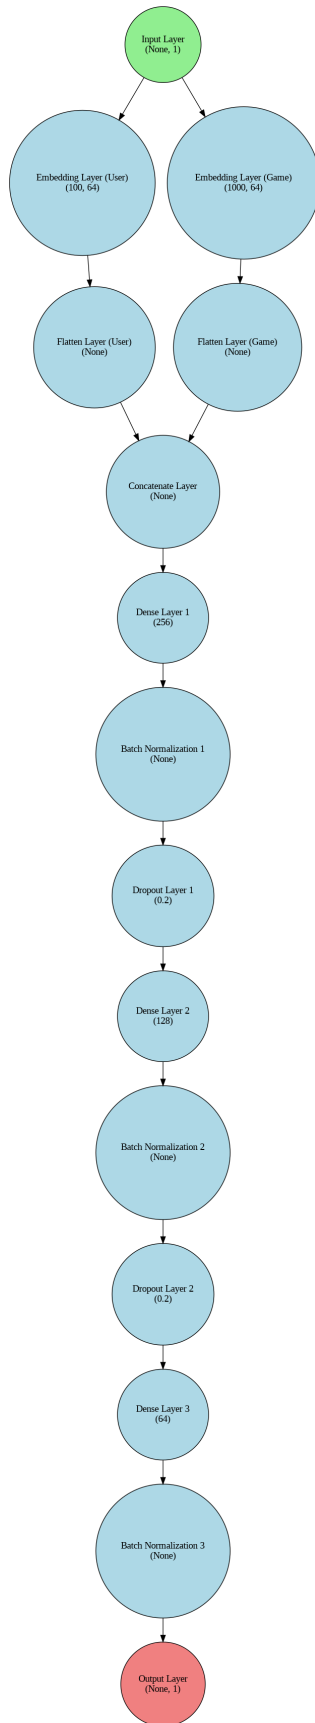 Input Layer
(None, 1)
Embedding Layer (User)
(100, 64)
Embedding Layer (Game)
(1000, 64)
Flatten Layer (User)
(None)
Flatten Layer (Game)
(None)
Concatenate Layer
(None)
Dense Layer 1
(256)
Batch Normalization 1
(None)
Dropout Layer 1
(0.2)
Dense Layer 2
(128)
Batch Normalization 2
(None)
Dropout Layer 2
(0.2)
Dense Layer 3
(64)
Batch Normalization 3
(None)
Output Layer
(None, 1)